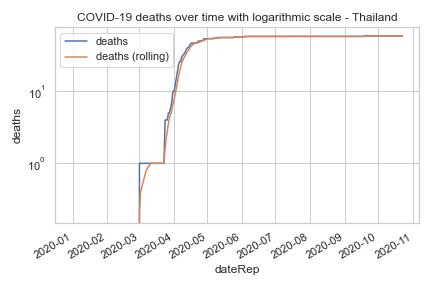 COVID-19 deaths over time with logarithmic scale - Thailand
deaths
deaths (rolling)
deaths
10¹
10⁰
2020-01
2020-02
2020-03
2020-04
2020-05
2020-06
2020-07
2020-08
2020-09
2020-10
2020-11
dateRep